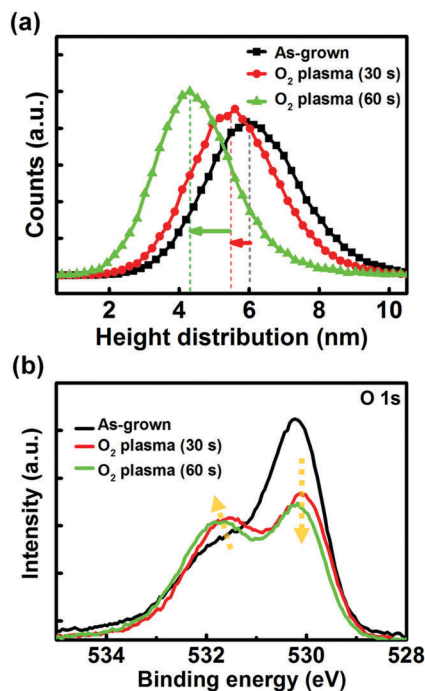 (a)
As-grown
O₂ plasma (30 s)
O₂ plasma (60 s)
Counts (a.u.)
2 4 6 8 10
Height distribution (nm)
(b)
O 1s
As-grown
O₂ plasma (30 s)
O₂ plasma (60 s)
Intensity (a.u.)
534 532 530 528
Binding energy (eV)